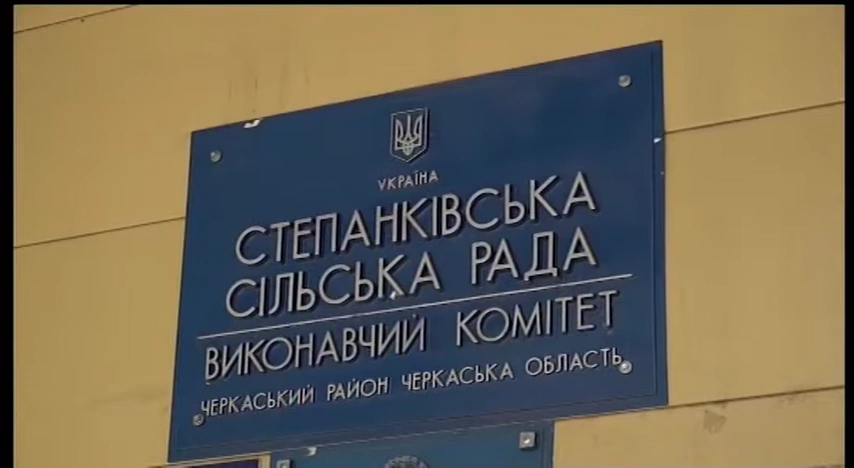 УКРАЇНА
СТЕПАНКІВСЬКА
СІЛЬСЬКА РАДА
ВИКОНАВЧИЙ КОМІТЕТ
ЧЕРКАСЬКИЙ РАЙОН ЧЕРКАСЬКА ОБЛАСТЬ